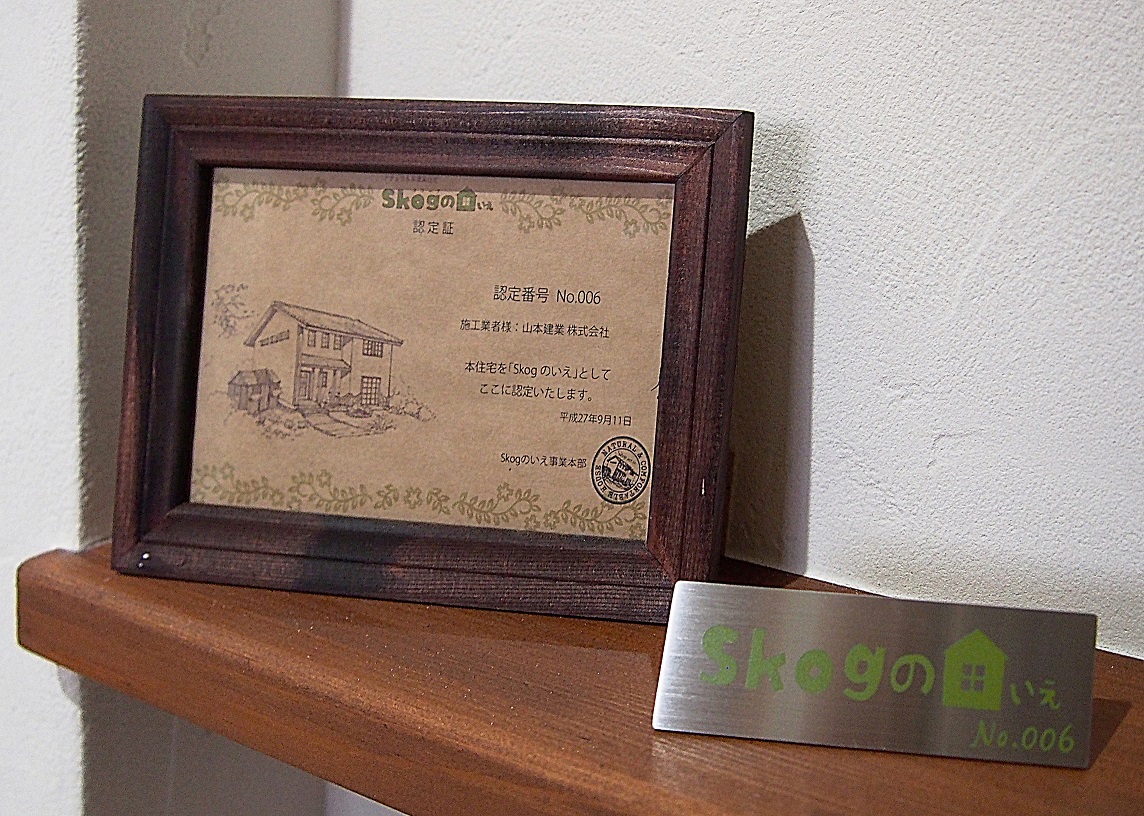 Skogのいえ
認定証
認定番号 No.006
施工業者様：山本建業 株式会社
本住宅を「Skog のいえ」として
ここに認定いたします。
平成27年9月11日
Skogのいえ事業本部
NATURAL & COMFORTABLE HOUSE
Skogのいえ
No.006